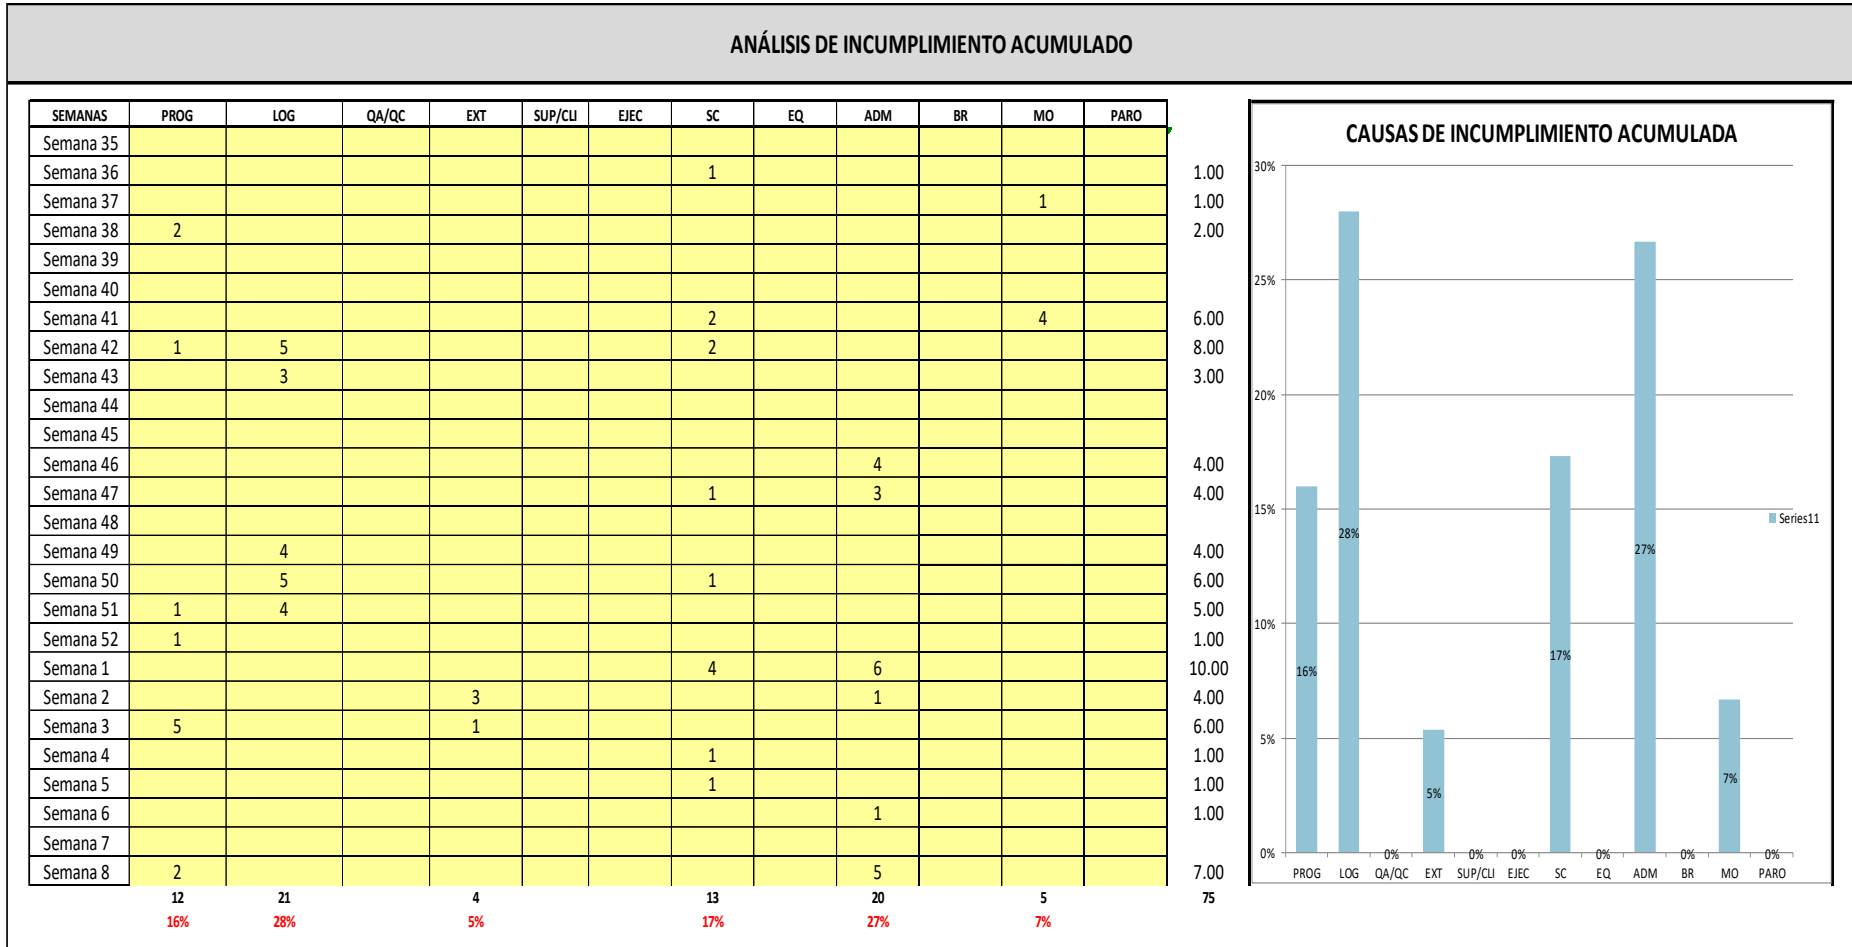 ANÁLISIS DE INCUMPLIMIENTO ACUMULADO
SEMANAS PROG LOG QA/QC EXT SUP/CLI EJEC SC EQ ADM BR MO PARO
Semana 35
Semana 36 1 1.00
Semana 37 1 1.00
Semana 38 2 2.00
Semana 39
Semana 40
Semana 41 2 4 6.00
Semana 42 1 5 2 8.00
Semana 43 3 3.00
Semana 44
Semana 45
Semana 46 4 4.00
Semana 47 1 3 4.00
Semana 48
Semana 49 4 4.00
Semana 50 5 1 6.00
Semana 51 1 4 5.00
Semana 52 1 1.00
Semana 1 4 6 10.00
Semana 2 3 1 4.00
Semana 3 5 1 6.00
Semana 4 1 1.00
Semana 5 1 1.00
Semana 6 1 1.00
Semana 7
Semana 8 2 5 7.00
12 21 4 13 20 5 75
16% 28% 5% 17% 27% 7%
CAUSAS DE INCUMPLIMIENTO ACUMULADA
30%
25%
20%
15%
10%
5%
0%
16% 28% 0% 5% 0% 0% 17% 0% 27% 0% 7% 0%
PROG LOG QA/QC EXT SUP/CLI EJEC SC EQ ADM BR MO PARO
Series11